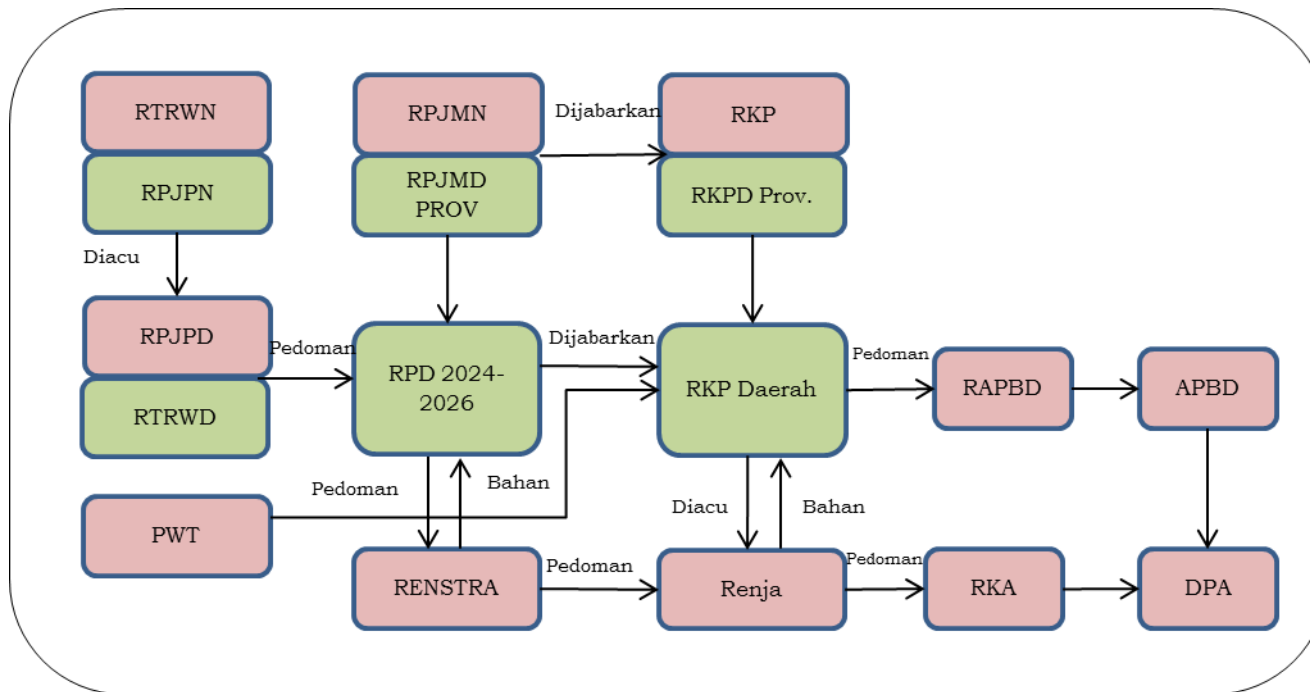 RTRWN
RPJMN
Dijabarkan
RKP
RPJPN
RPJMD
PROV
RKPD Prov.
Diacu
RPJPD
Pedoman
RPD 2024-
2026
Dijabarkan
RKP Daerah
Pedoman
RAPBD
APBD
RTRWD
Pedoman
Bahan
Diacu
Bahan
PWT
RENSTRA
Pedoman
Renja
Pedoman
RKA
DPA